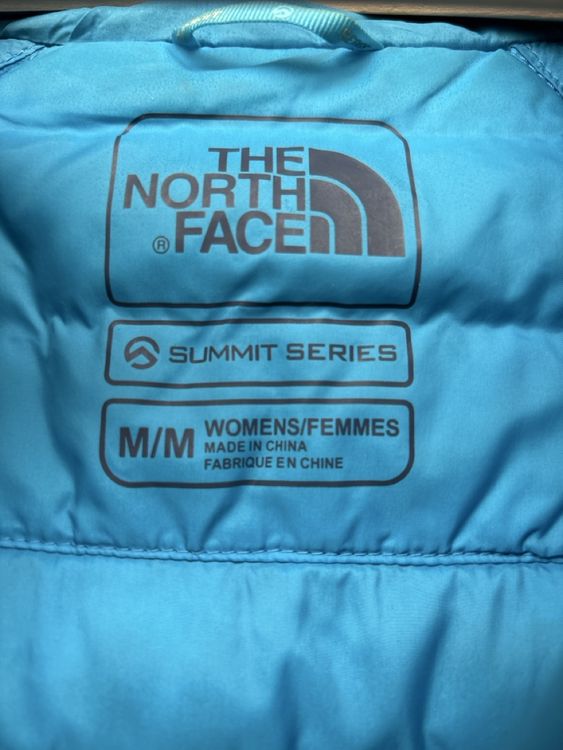 THE
NORTH
® FACE
SUMMIT SERIES
M/M
WOMENS/FEMMES
MADE IN CHINA
FABRIQUE EN CHINE